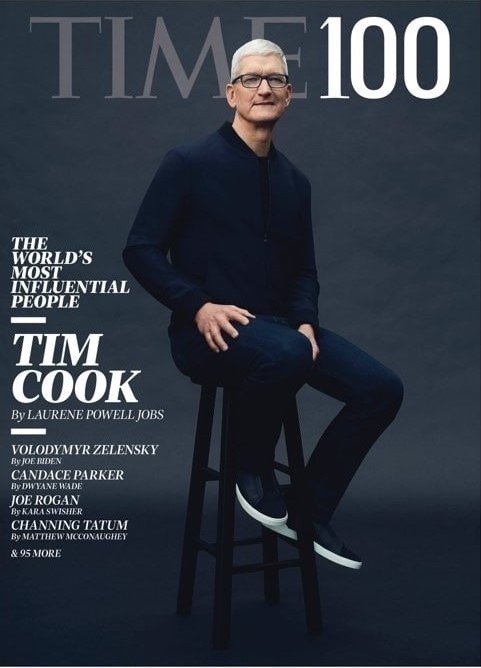 TIME100
THE
WORLD'S
MOST
INFLUENTIAL
PEOPLE
TIM
COOK
By LAURENE POWELL JOBS
VOLODYMYR ZELENSKY
By JOE BIDEN
CANDACE PARKER
By DWYANE WADE
JOE ROGAN
By KARA SWISHER
CHANNING TATUM
By MATTHEW MCCONAUGHEY
& 95 MORE